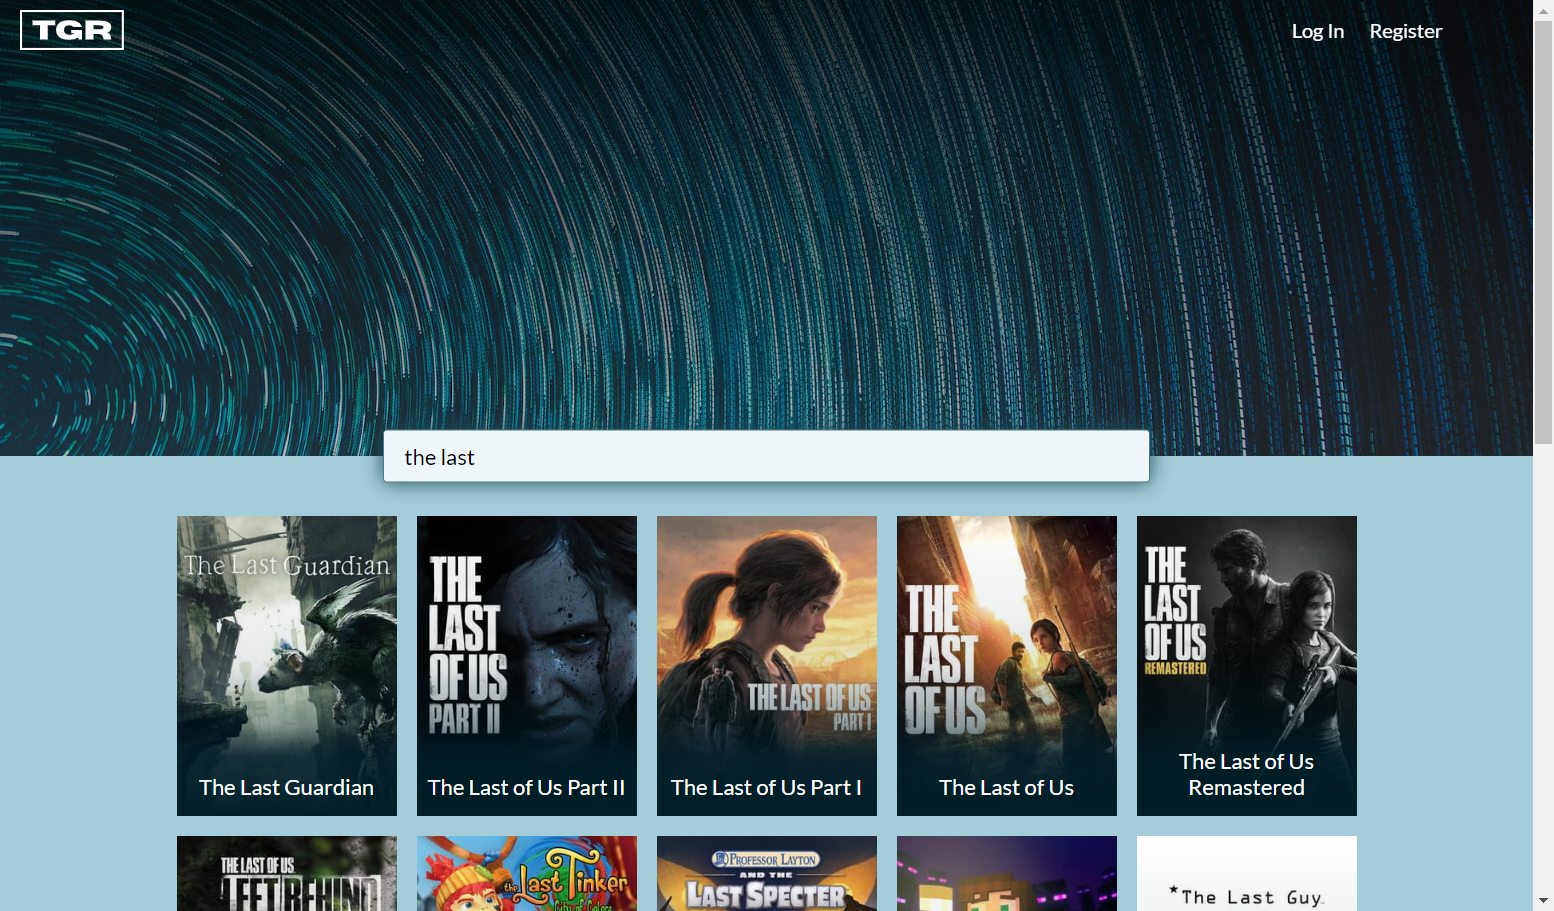 TGR
Log In
Register
the last
The Last Guardian
The Last Guardian
THE
LAST
OF US
PART II
The Last of Us Part II
THE LAST OF US
PART I
The Last of Us Part I
THE
LAST
OF US
The Last of Us
THE
LAST
OF US
REMASTERED
The Last of Us
Remastered
THE LAST OF US
LEFT BEHIND
the Last Tinker
City of Colors
PROFESSOR LAYTON
AND THE
LAST SPECTER
*The Last Guy.